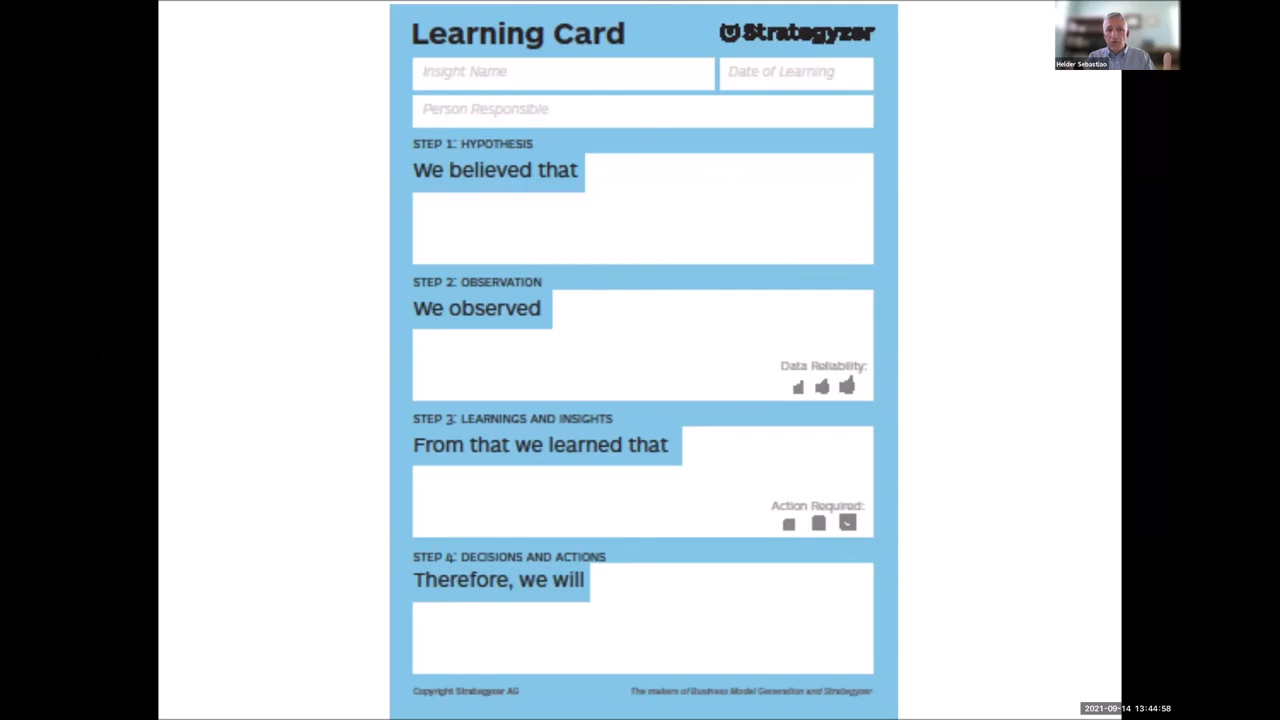 Learning Card
Strategyzer
Helder Sebastiao
Insight Name
Date of Learning
Person Responsible
STEP 1: HYPOTHESIS
We believed that
STEP 2: OBSERVATION
We observed
Data Reliability:
STEP 3: LEARNINGS AND INSIGHTS
From that we learned that
Action Required:
STEP 4: DECISIONS AND ACTIONS
Therefore, we will
Copyright Strategyzer AG
The makers of Business Model Generation and Strategyzer
2021-09-14 13:44:58